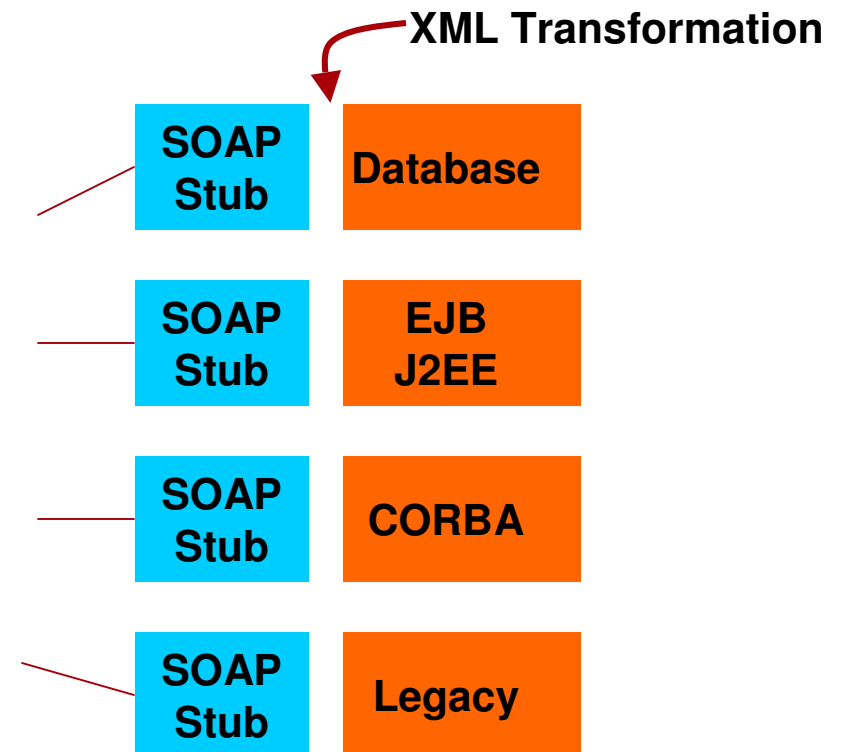 XML Transformation
SOAP
Stub
Database
SOAP
Stub
EJB
J2EE
SOAP
Stub
CORBA
SOAP
Stub
Legacy